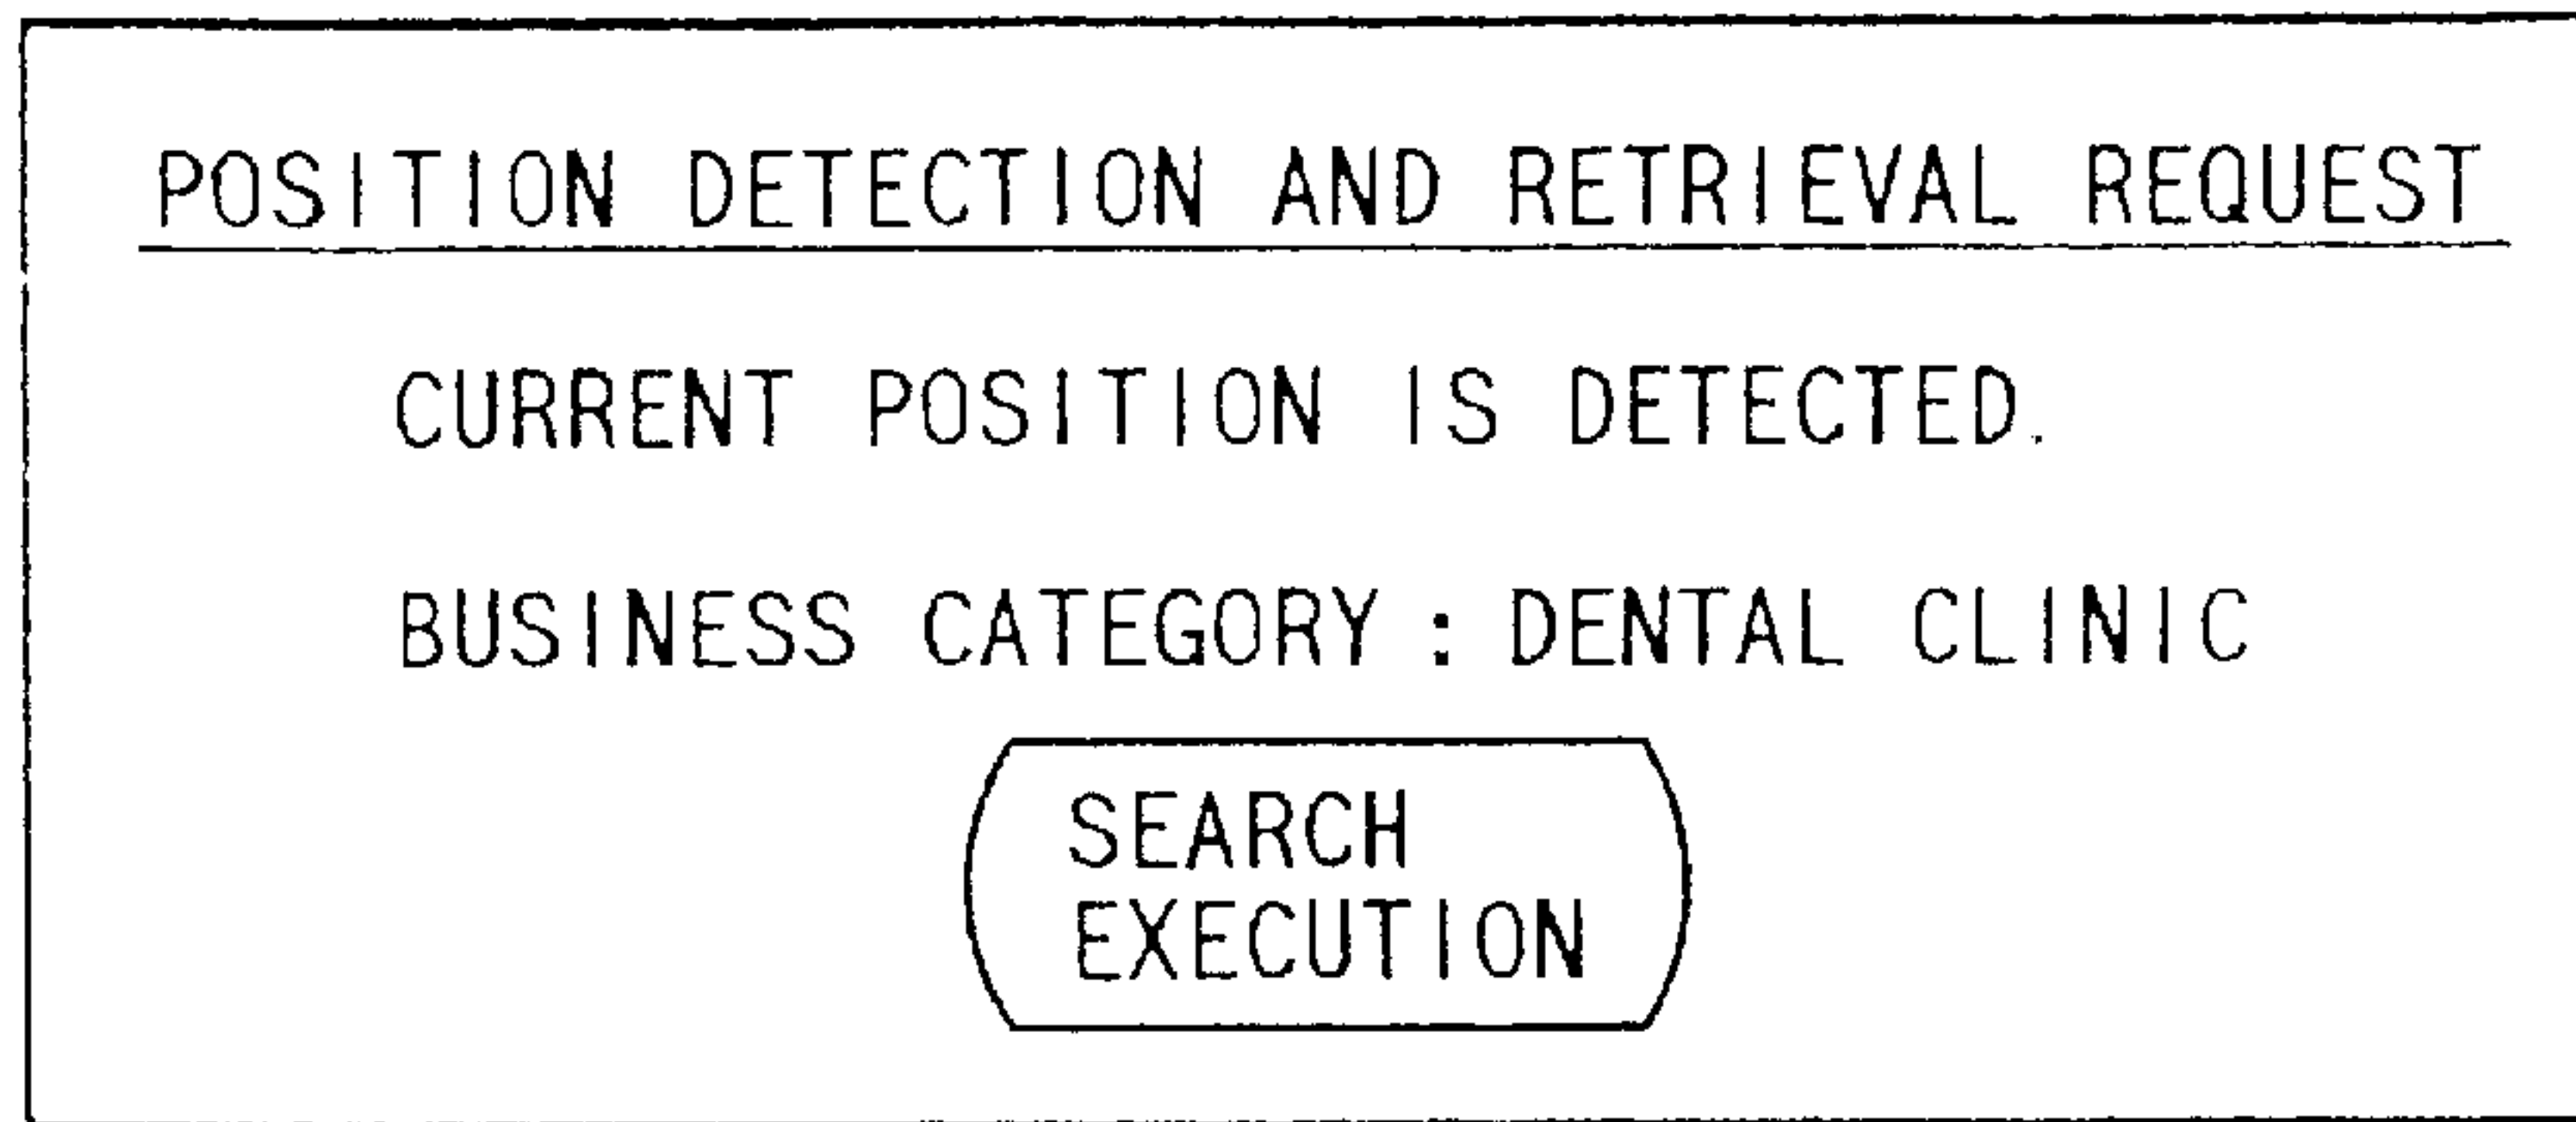 POSITION DETECTION AND RETRIEVAL REQUEST
CURRENT POSITION IS DETECTED.
BUSINESS CATEGORY : DENTAL CLINIC
SEARCH
EXECUTION